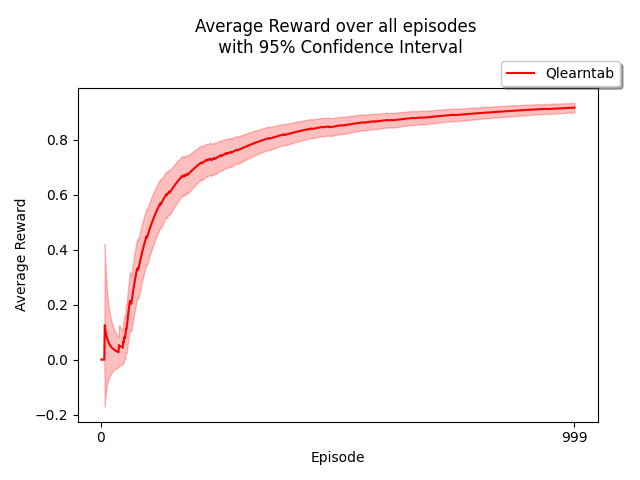 Average Reward over all episodes
with 95% Confidence Interval
Qlearntab
Average Reward
0.8
0.6
0.4
0.2
0.0
−0.2
0
999
Episode